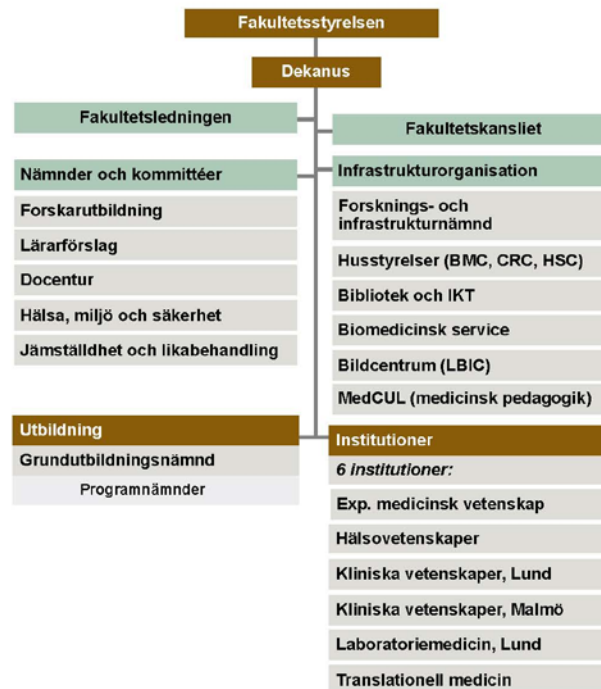 Fakultetsstyrelsen
Dekanus
Fakultetsledningen
Fakultetskansliet
Nämnder och kommittéer
Forskarutbildning
Lärarförslag
Docentur
Hälsa, miljö och säkerhet
Jämställdhet och likabehandling
Infrastrukturorganisation
Forsknings- och
infrastrukturnämnd
Husstyrelser (BMC, CRC, HSC)
Bibliotek och IKT
Biomedicinsk service
Bildcentrum (LBIC)
MedCUL (medicinsk pedagogik)
Utbildning
Grundutbildningsnämnd
Programnämnder
Institutioner
6 institutioner:
Exp. medicinsk vetenskap
Hälsovetenskaper
Kliniska vetenskaper, Lund
Kliniska vetenskaper, Malmö
Laboratoriemedicin, Lund
Translationell medicin